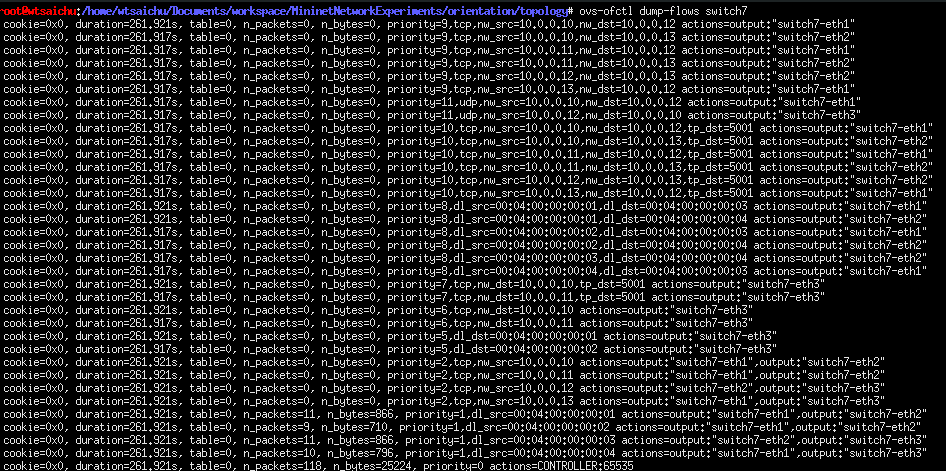 root@wtsaichu:/home/wtsaichu/Documents/workspace/MininetNetworkExperiments/orientation/topology# ovs-ofctl dump-flows switch7
cookie=0x0, duration=261.921s, table=0, n_packets=0, n_bytes=0, priority=9,tcp,nw_src=10.0.0.10,nw_dst=10.0.0.12 actions=output:"switch7-eth1"
cookie=0x0, duration=261.917s, table=0, n_packets=0, n_bytes=0, priority=9,tcp,nw_src=10.0.0.10,nw_dst=10.0.0.13 actions=output:"switch7-eth2"
cookie=0x0, duration=261.917s, table=0, n_packets=0, n_bytes=0, priority=9,tcp,nw_src=10.0.0.11,nw_dst=10.0.0.12 actions=output:"switch7-eth1"
cookie=0x0, duration=261.917s, table=0, n_packets=0, n_bytes=0, priority=9,tcp,nw_src=10.0.0.11,nw_dst=10.0.0.13 actions=output:"switch7-eth2"
cookie=0x0, duration=261.917s, table=0, n_packets=0, n_bytes=0, priority=9,tcp,nw_src=10.0.0.12,nw_dst=10.0.0.13 actions=output:"switch7-eth2"
cookie=0x0, duration=261.917s, table=0, n_packets=0, n_bytes=0, priority=9,tcp,nw_src=10.0.0.13,nw_dst=10.0.0.12 actions=output:"switch7-eth1"
cookie=0x0, duration=261.921s, table=0, n_packets=0, n_bytes=0, priority=11,udp,nw_src=10.0.0.10,nw_dst=10.0.0.12 actions=output:"switch7-eth1"
cookie=0x0, duration=261.917s, table=0, n_packets=0, n_bytes=0, priority=11,udp,nw_src=10.0.0.12,nw_dst=10.0.0.10 actions=output:"switch7-eth3"
cookie=0x0, duration=261.921s, table=0, n_packets=0, n_bytes=0, priority=10,tcp,nw_src=10.0.0.10,nw_dst=10.0.0.12,tp_dst=5001 actions=output:"switch7-eth1"
cookie=0x0, duration=261.917s, table=0, n_packets=0, n_bytes=0, priority=10,tcp,nw_src=10.0.0.10,nw_dst=10.0.0.13,tp_dst=5001 actions=output:"switch7-eth2"
cookie=0x0, duration=261.917s, table=0, n_packets=0, n_bytes=0, priority=10,tcp,nw_src=10.0.0.11,nw_dst=10.0.0.12,tp_dst=5001 actions=output:"switch7-eth1"
cookie=0x0, duration=261.917s, table=0, n_packets=0, n_bytes=0, priority=10,tcp,nw_src=10.0.0.11,nw_dst=10.0.0.13,tp_dst=5001 actions=output:"switch7-eth2"
cookie=0x0, duration=261.917s, table=0, n_packets=0, n_bytes=0, priority=10,tcp,nw_src=10.0.0.12,nw_dst=10.0.0.13,tp_dst=5001 actions=output:"switch7-eth2"
cookie=0x0, duration=261.917s, table=0, n_packets=0, n_bytes=0, priority=10,tcp,nw_src=10.0.0.13,nw_dst=10.0.0.12,tp_dst=5001 actions=output:"switch7-eth1"
cookie=0x0, duration=261.921s, table=0, n_packets=0, n_bytes=0, priority=8,dl_src=00:04:00:00:00:01,dl_dst=00:04:00:00:00:03 actions=output:"switch7-eth1"
cookie=0x0, duration=261.917s, table=0, n_packets=0, n_bytes=0, priority=8,dl_src=00:04:00:00:00:01,dl_dst=00:04:00:00:00:04 actions=output:"switch7-eth2"
cookie=0x0, duration=261.917s, table=0, n_packets=0, n_bytes=0, priority=8,dl_src=00:04:00:00:00:02,dl_dst=00:04:00:00:00:03 actions=output:"switch7-eth1"
cookie=0x0, duration=261.917s, table=0, n_packets=0, n_bytes=0, priority=8,dl_src=00:04:00:00:00:02,dl_dst=00:04:00:00:00:04 actions=output:"switch7-eth2"
cookie=0x0, duration=261.917s, table=0, n_packets=0, n_bytes=0, priority=8,dl_src=00:04:00:00:00:03,dl_dst=00:04:00:00:00:04 actions=output:"switch7-eth2"
cookie=0x0, duration=261.917s, table=0, n_packets=0, n_bytes=0, priority=8,dl_src=00:04:00:00:00:04,dl_dst=00:04:00:00:00:03 actions=output:"switch7-eth1"
cookie=0x0, duration=261.921s, table=0, n_packets=0, n_bytes=0, priority=7,tcp,nw_dst=10.0.0.10,tp_dst=5001 actions=output:"switch7-eth3"
cookie=0x0, duration=261.917s, table=0, n_packets=0, n_bytes=0, priority=7,tcp,nw_dst=10.0.0.11,tp_dst=5001 actions=output:"switch7-eth3"
cookie=0x0, duration=261.921s, table=0, n_packets=0, n_bytes=0, priority=6,tcp,nw_dst=10.0.0.10 actions=output:"switch7-eth3"
cookie=0x0, duration=261.917s, table=0, n_packets=0, n_bytes=0, priority=6,tcp,nw_dst=10.0.0.11 actions=output:"switch7-eth3"
cookie=0x0, duration=261.921s, table=0, n_packets=0, n_bytes=0, priority=5,dl_dst=00:04:00:00:00:01 actions=output:"switch7-eth3"
cookie=0x0, duration=261.917s, table=0, n_packets=0, n_bytes=0, priority=5,dl_dst=00:04:00:00:00:02 actions=output:"switch7-eth3"
cookie=0x0, duration=261.921s, table=0, n_packets=0, n_bytes=0, priority=2,tcp,nw_src=10.0.0.10 actions=output:"switch7-eth1",output:"switch7-eth2"
cookie=0x0, duration=261.921s, table=0, n_packets=0, n_bytes=0, priority=2,tcp,nw_src=10.0.0.11 actions=output:"switch7-eth1",output:"switch7-eth2"
cookie=0x0, duration=261.921s, table=0, n_packets=0, n_bytes=0, priority=2,tcp,nw_src=10.0.0.12 actions=output:"switch7-eth2",output:"switch7-eth3"
cookie=0x0, duration=261.921s, table=0, n_packets=0, n_bytes=0, priority=2,tcp,nw_src=10.0.0.13 actions=output:"switch7-eth1",output:"switch7-eth3"
cookie=0x0, duration=261.921s, table=0, n_packets=11, n_bytes=866, priority=1,dl_src=00:04:00:00:00:01 actions=output:"switch7-eth1",output:"switch7-eth2"
cookie=0x0, duration=261.921s, table=0, n_packets=9, n_bytes=710, priority=1,dl_src=00:04:00:00:00:02 actions=output:"switch7-eth1",output:"switch7-eth2"
cookie=0x0, duration=261.921s, table=0, n_packets=11, n_bytes=866, priority=1,dl_src=00:04:00:00:00:03 actions=output:"switch7-eth2",output:"switch7-eth3"
cookie=0x0, duration=261.921s, table=0, n_packets=10, n_bytes=796, priority=1,dl_src=00:04:00:00:00:04 actions=output:"switch7-eth1",output:"switch7-eth3"
cookie=0x0, duration=261.921s, table=0, n_packets=118, n_bytes=25224, priority=0 actions=CONTROLLER:65535